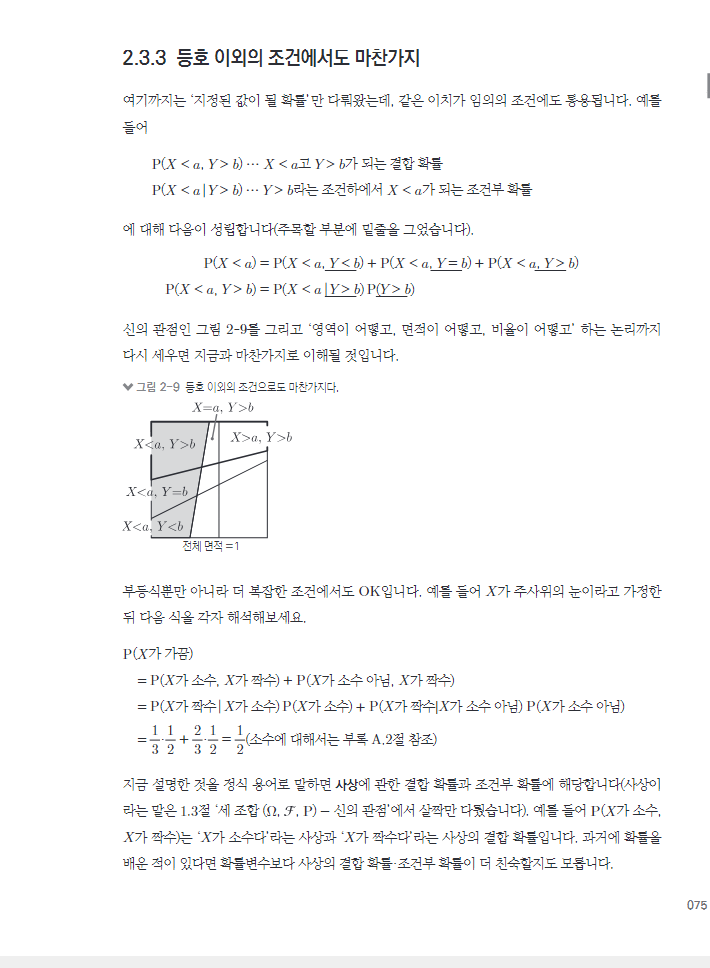 2.3.3 등호 이외의 조건에서도 마찬가지
여기까지는 ‘지정된 값이 될 확률’만 다뤄왔는데, 같은 이치가 임의의 조건에도 통용됩니다. 예를
들어
P(X < a, Y > b) ··· X < a고 Y > b가 되는 결합 확률
P(X < a | Y > b) ··· Y > b라는 조건하에서 X < a가 되는 조건부 확률
에 대해 다음이 성립합니다(주목할 부분에 밑줄을 그었습니다).
P(X < a) = P(X < a, Y < b) + P(X < a, Y = b) + P(X < a, Y > b)
P(X < a, Y > b) = P(X < a | Y > b) P(Y > b)
신의 관점인 그림 2-9를 그리고 ‘영역이 어떻고, 면적이 어떻고, 비율이 어떻고’ 하는 논리까지
다시 세우면 지금과 마찬가지로 이해될 것입니다.
그림 2-9 등호 이외의 조건으로도 마찬가지다.
X=a, Y>b
X<a, Y>b X>a, Y>b
X<a, Y=b
X<a, Y<b
전체 면적 = 1
부등식뿐만 아니라 더 복잡한 조건에서도 OK입니다. 예를 들어 X가 주사위의 눈이라고 가정한
뒤 다음 식을 각자 해석해보세요.
P(X가 가끔)
= P(X가 소수, X가 짝수) + P(X가 소수 아님, X가 짝수)
= P(X가 짝수 | X가 소수) P(X가 소수) + P(X가 짝수|X가 소수 아님) P(X가 소수 아님)
= 1/3 · 1/2 + 2/3 · 1/2 = 1/2 (소수에 대해서는 부록 A.2절 참조)
지금 설명한 것을 정식 용어로 말하면 사상에 관한 결합 확률과 조건부 확률에 해당합니다(사상이
라는 말은 1.3절 ‘세 조합 (Ω, ℱ, P) – 신의 관점’에서 살짝만 다뤘습니다). 예를 들어 P(X가 소수,
X가 짝수)는 ‘X가 소수다’라는 사상과 ‘X가 짝수다’라는 사상의 결합 확률입니다. 과거에 확률을
배운 적이 있다면 확률변수보다 사상의 결합 확률·조건부 확률이 더 친숙할지도 모릅니다.
075